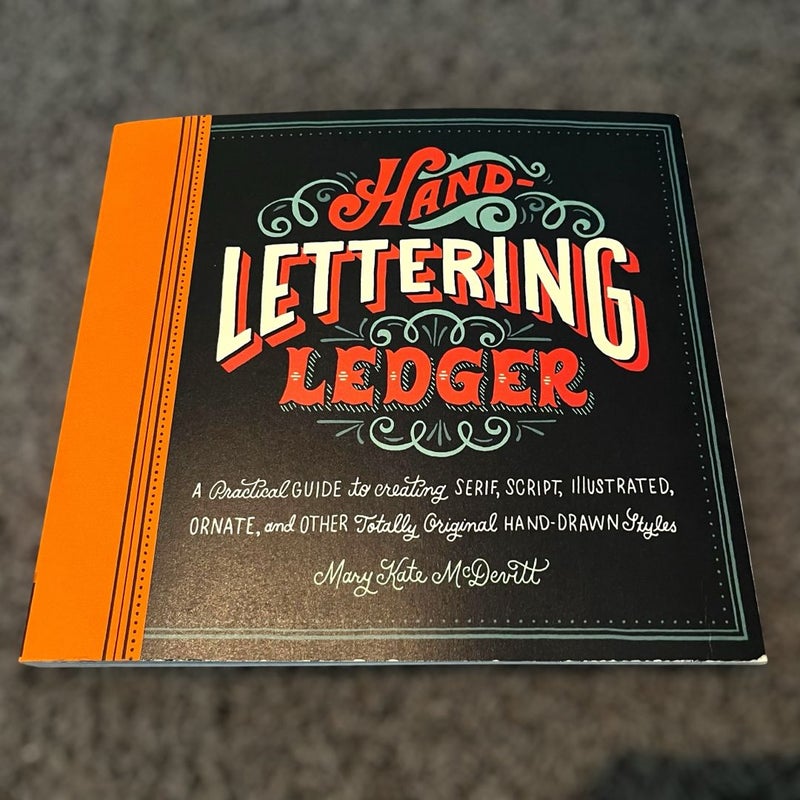 HAND-
LETTERING
LEDGER
A Practical GUIDE to creating SERIF, SCRIPT, ILLUSTRATED,
ORNATE, and OTHER Totally Original HAND-DRAWN Styles
Mary Kate McDevitt